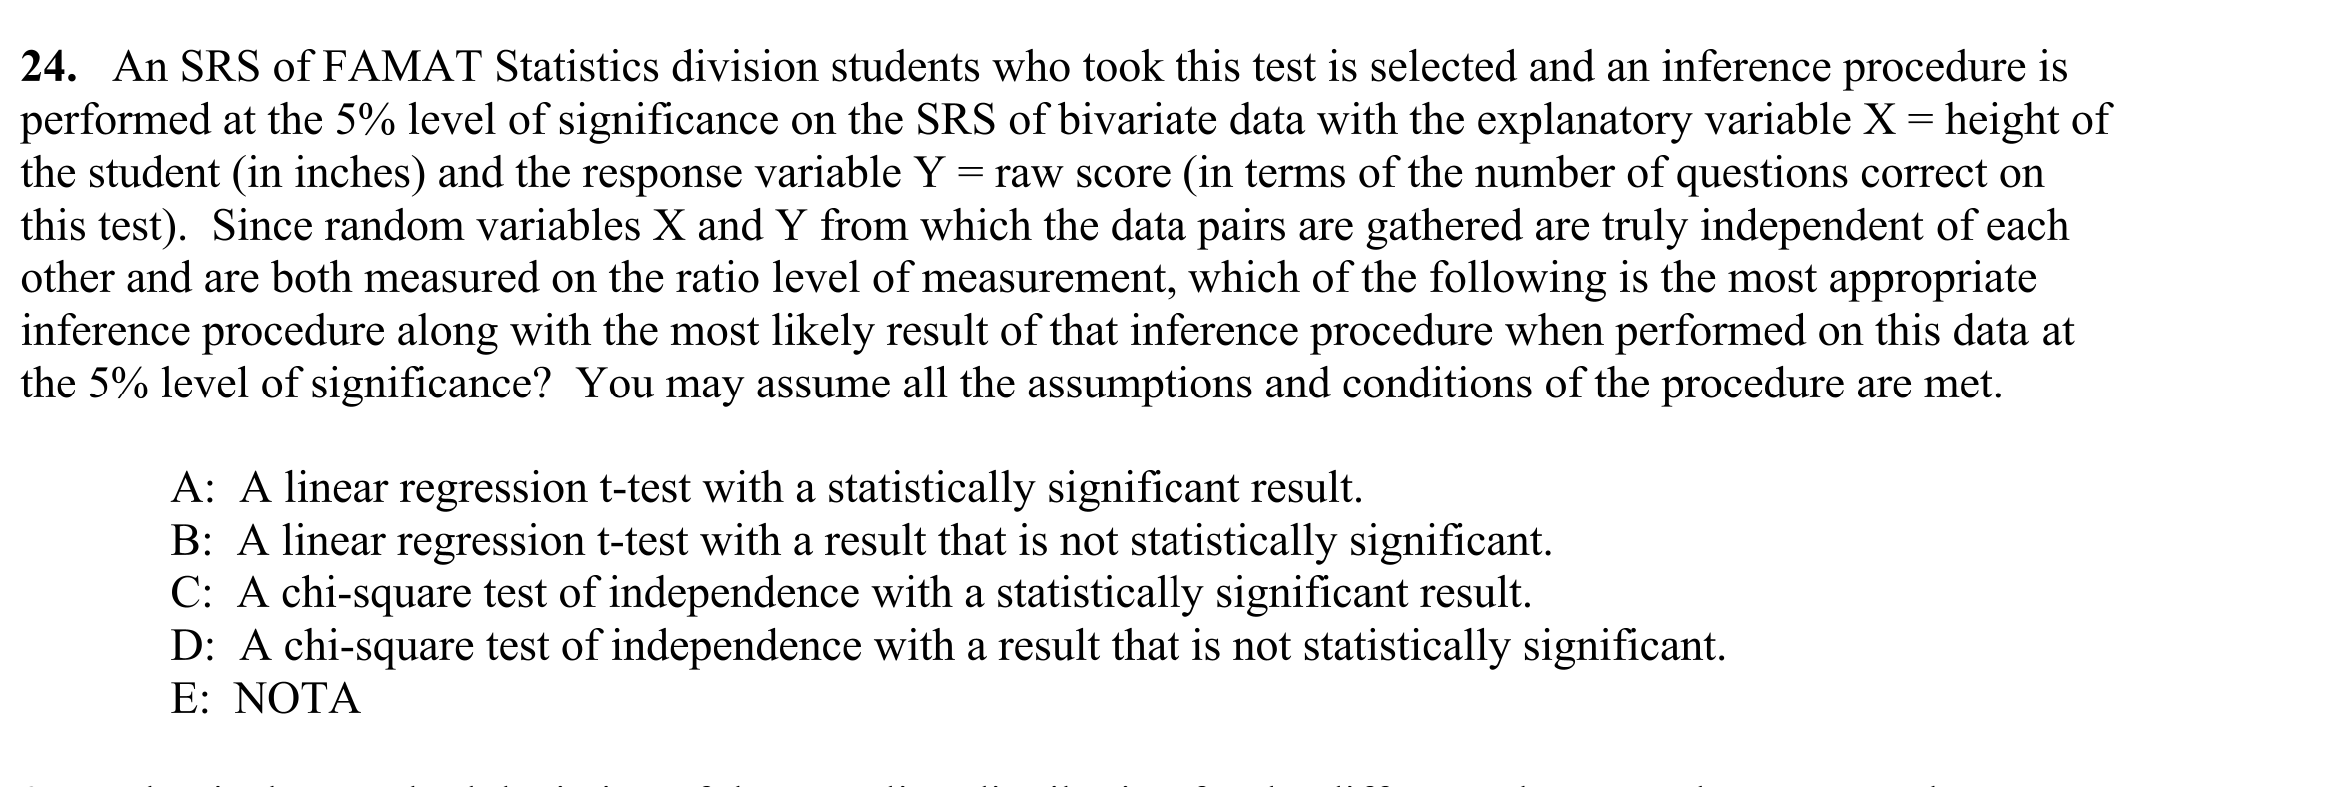 24. An SRS of FAMAT Statistics division students who took this test is selected and an inference procedure is
performed at the 5% level of significance on the SRS of bivariate data with the explanatory variable X = height of
the student (in inches) and the response variable Y = raw score (in terms of the number of questions correct on
this test). Since random variables X and Y from which the data pairs are gathered are truly independent of each
other and are both measured on the ratio level of measurement, which of the following is the most appropriate
inference procedure along with the most likely result of that inference procedure when performed on this data at
the 5% level of significance? You may assume all the assumptions and conditions of the procedure are met.
A: A linear regression t-test with a statistically significant result.
B: A linear regression t-test with a result that is not statistically significant.
C: A chi-square test of independence with a statistically significant result.
D: A chi-square test of independence with a result that is not statistically significant.
E: NOTA